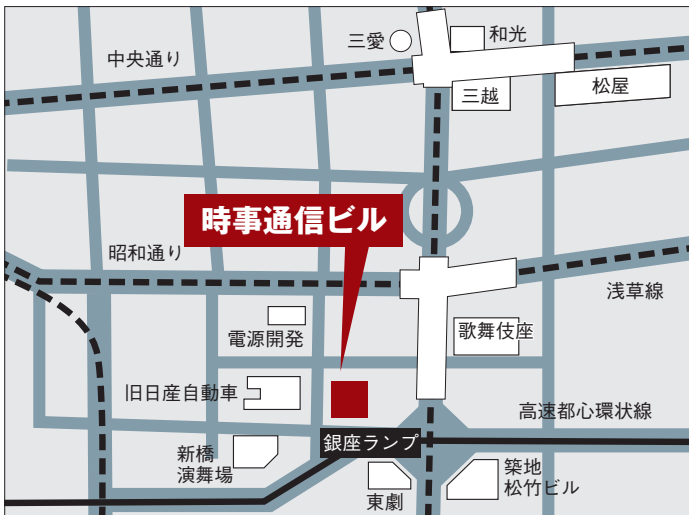 三愛
和光
中央通り
三越
松屋
時事通信ビル
昭和通り
浅草線
電源開発
歌舞伎座
旧日産自動車
高速都心環状線
銀座ランプ
新橋
演舞場
東劇
築地
松竹ビル